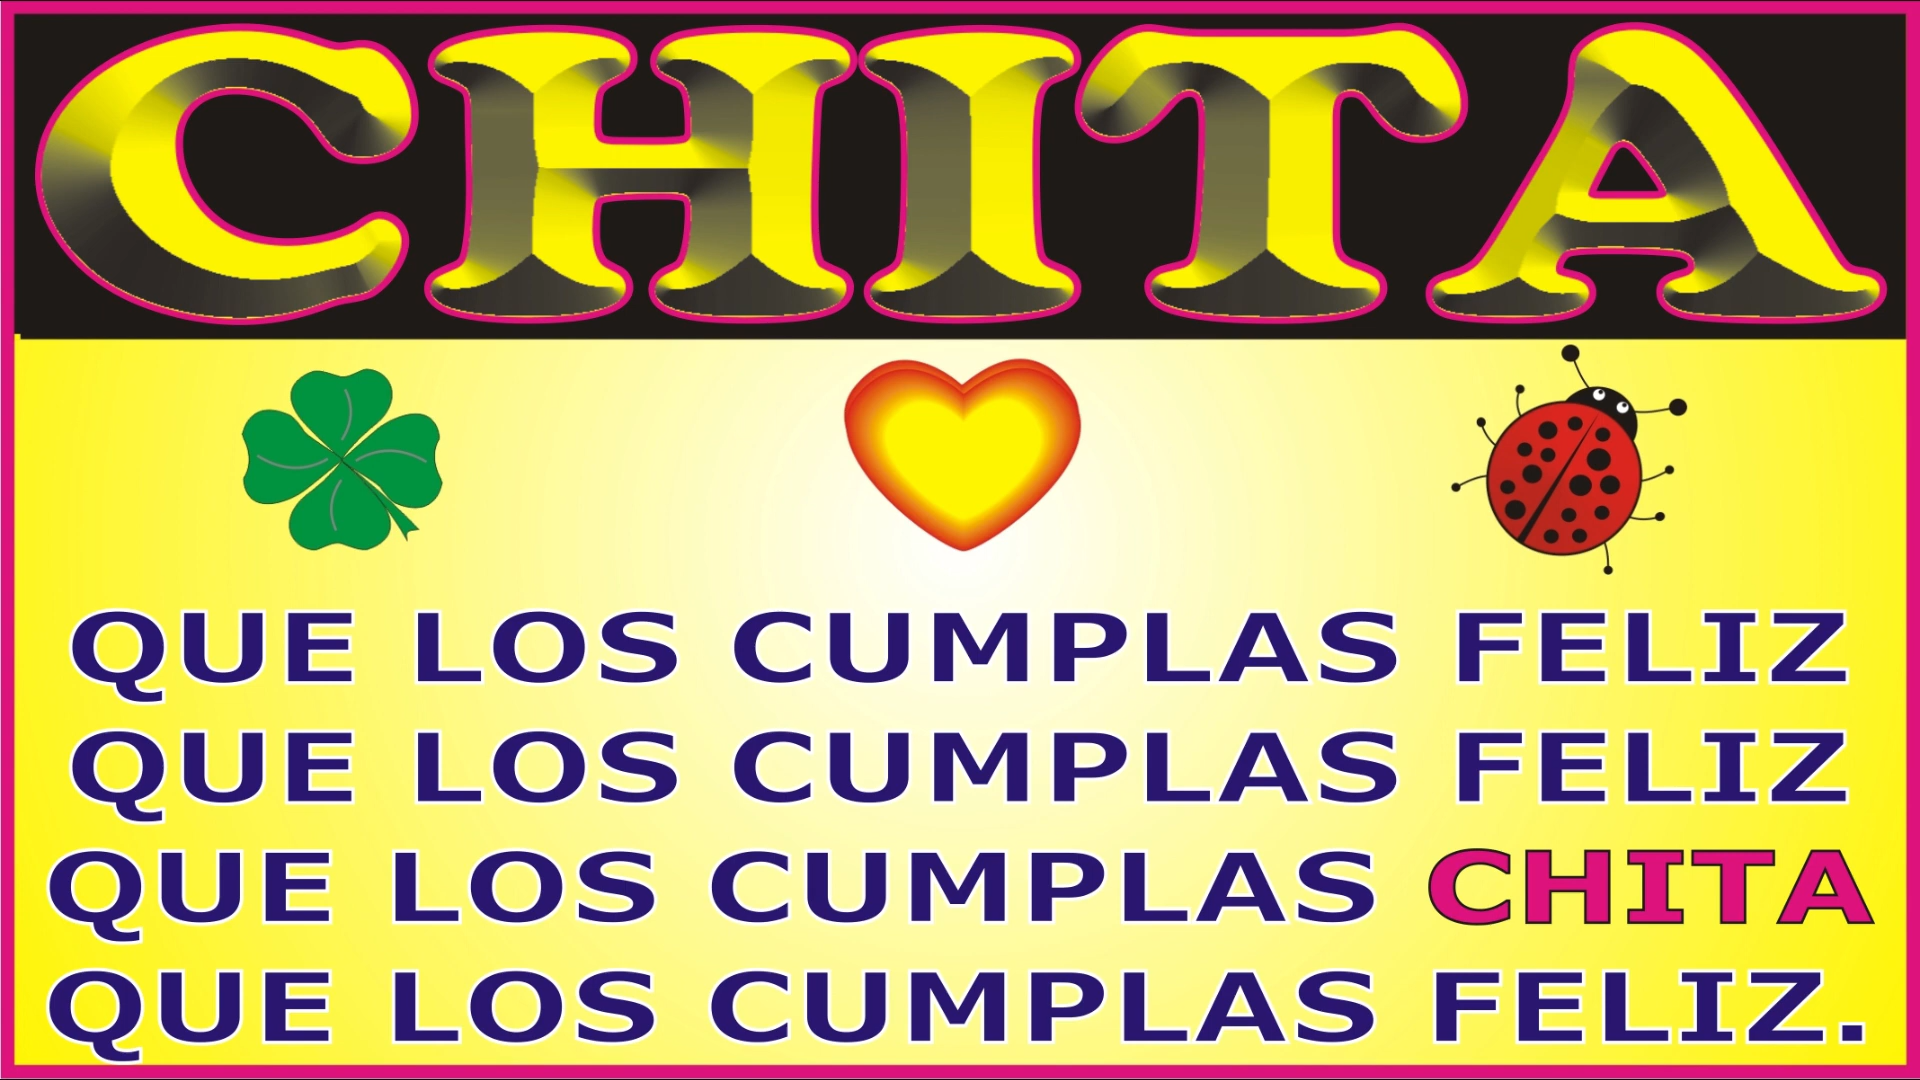 CHITA
QUE LOS CUMPLAS FELIZ
QUE LOS CUMPLAS FELIZ
QUE LOS CUMPLAS CHITA
QUE LOS CUMPLAS FELIZ.